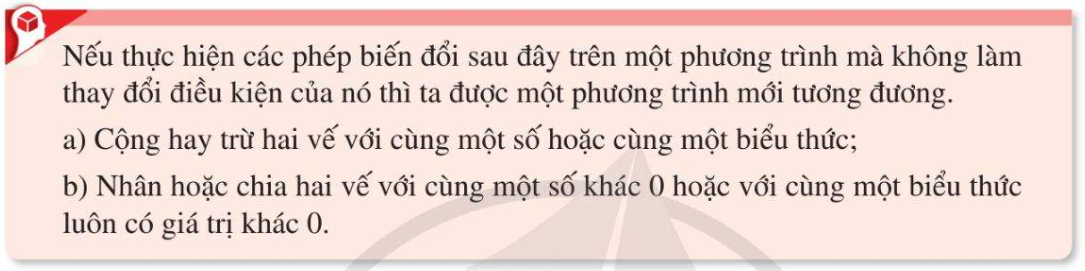 Nếu thực hiện các phép biến đổi sau đây trên một phương trình mà không làm
thay đổi điều kiện của nó thì ta được một phương trình mới tương đương.
a) Cộng hay trừ hai vế với cùng một số hoặc cùng một biểu thức;
b) Nhân hoặc chia hai vế với cùng một số khác 0 hoặc với cùng một biểu thức
luôn có giá trị khác 0.